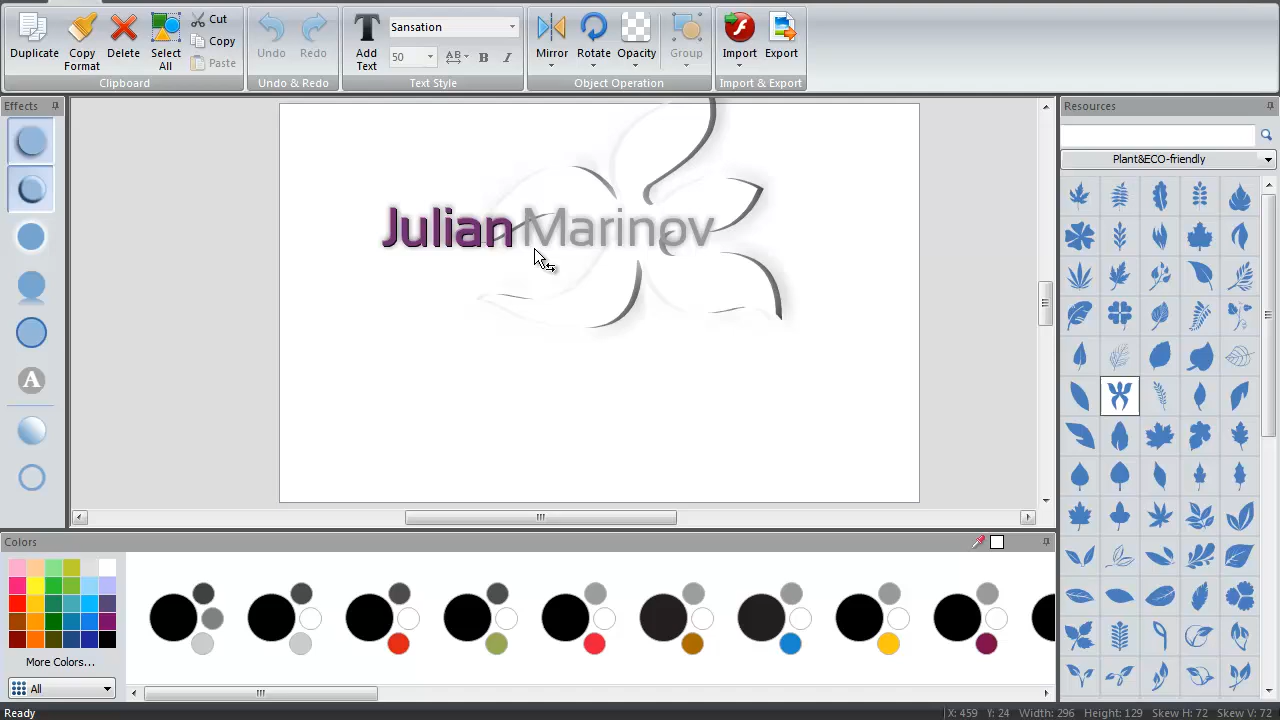 Duplicate
Copy
Format
Delete
Select
All
Cut
Copy
Paste
Clipboard
Undo
Redo
Undo & Redo
Add
Text
Sansation
50
AB
B
I
Text Style
Mirror
Rotate
Opacity
Group
Object Operation
Import
Export
Import & Export
Effects
A
Julian Marinov
Resources
Plant&ECO-friendly
Colors
More Colors...
All
Ready
X: 459 Y: 24 Width: 296 Height: 129 Skew H: 72 Skew V: 72